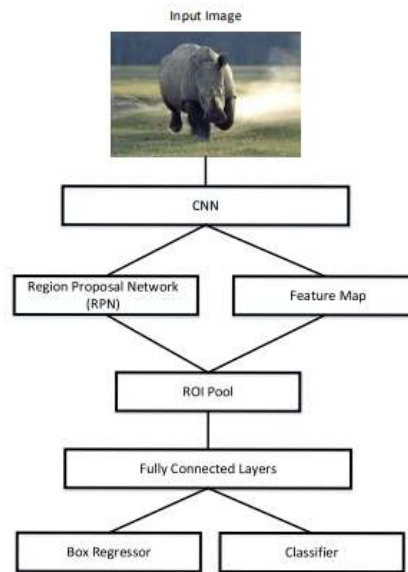 Input Image
CNN
Region Proposal Network
(RPN)
Feature Map
ROI Pool
Fully Connected Layers
Box Regressor
Classifier